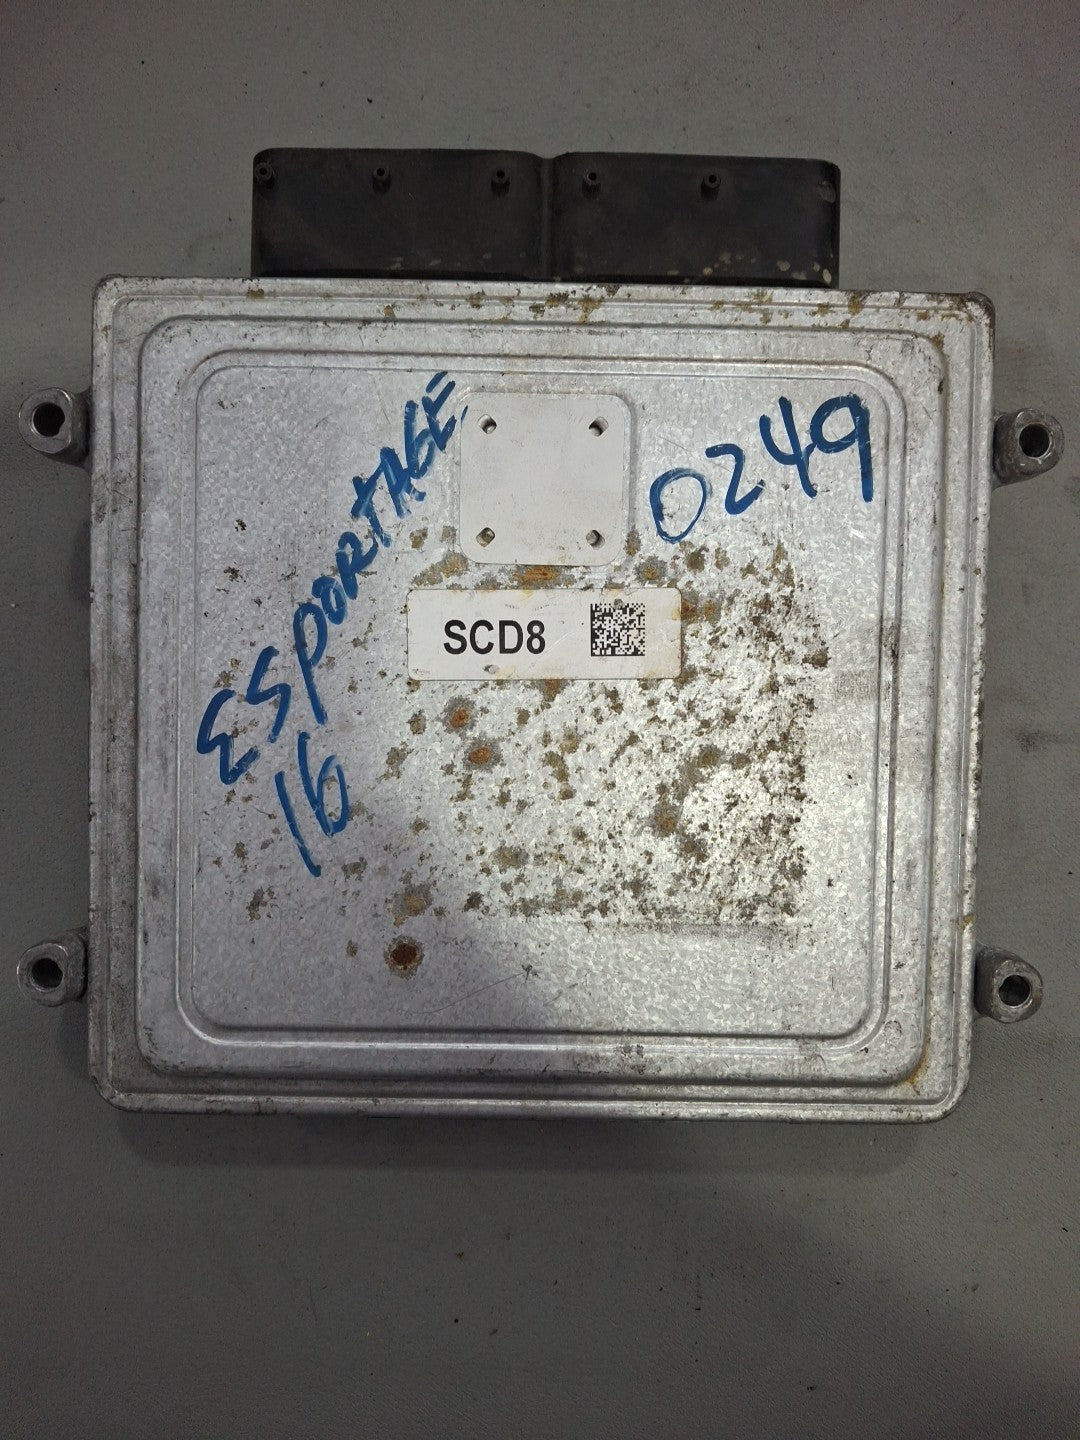 ESPORTAGE
16
0249
SCD8